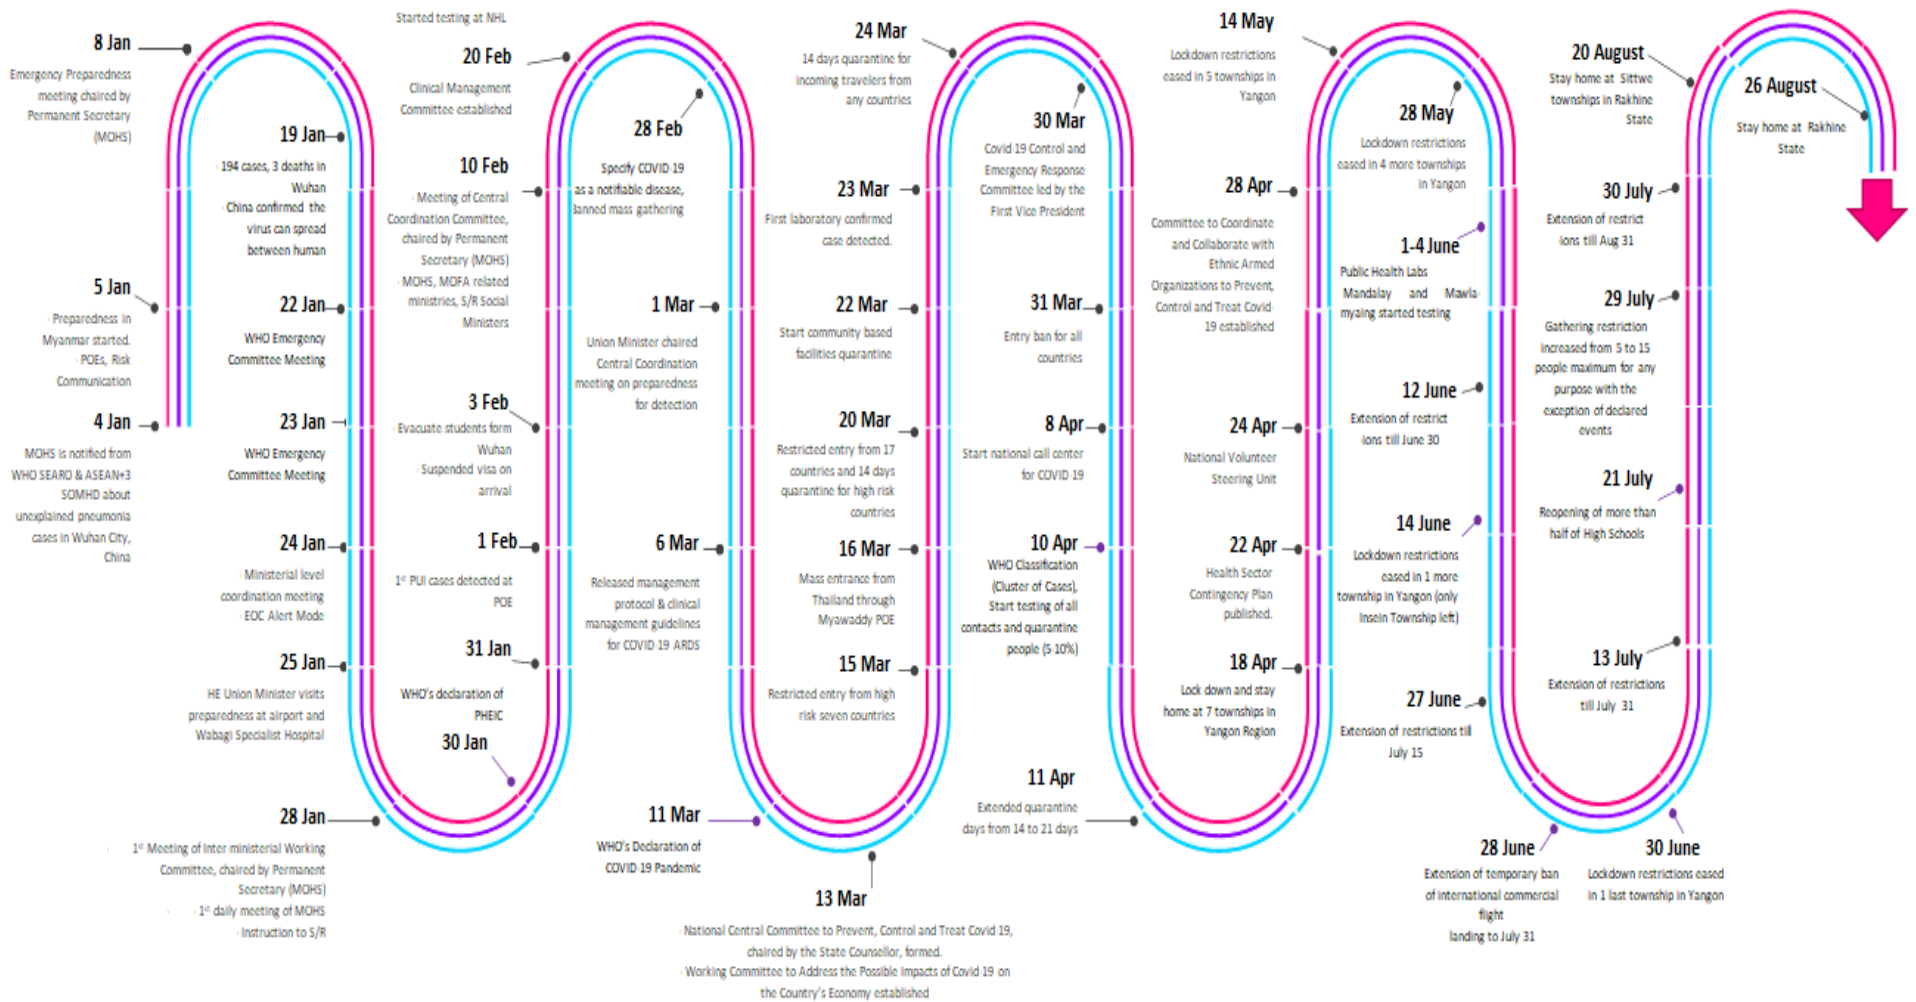 8 Jan
Emergency Preparedness
meeting chaired by
Permanent Secretary
(MOHS)
5 Jan
· Preparedness in
Myanmar started.
· POEs, Risk
Communication
4 Jan
MOHS is notified from
WHO SEARO & ASEAN+3
SOMHD about
unexplained pneumonia
cases in Wuhan City,
China
19 Jan
· 194 cases, 3 deaths in
Wuhan
· China confirmed the
virus can spread
between human
22 Jan
WHO Emergency
Committee Meeting
23 Jan
WHO Emergency
Committee Meeting
24 Jan
· Ministerial level
coordination meeting
· EOC Alert Mode
25 Jan
HE Union Minister visits
preparedness at airport and
Wabagi Specialist Hospital
28 Jan
· 1st Meeting of Inter ministerial Working
Committee, chaired by Permanent
Secretary (MOHS)
· 1st daily meeting of MOHS
· Instruction to S/R
Started testing at NHL
20 Feb
Clinical Management
Committee established
10 Feb
· Meeting of Central
Coordination Committee,
chaired by Permanent
Secretary (MOHS)
· MOHS, MOFA related
ministries, S/R Social
Ministers
3 Feb
· Evacuate students form
Wuhan
· Suspended visa on
arrival
1 Feb
1st PUI cases detected at
POE
31 Jan
WHO's declaration of
PHEIC
30 Jan
28 Feb
Specify COVID 19
as a notifiable disease,
Banned mass gathering
1 Mar
Union Minister chaired
Central Coordination
meeting on preparedness
for detection
6 Mar
Released management
protocol & clinical
management guidelines
for COVID 19 ARDS
11 Mar
WHO's Declaration of
COVID 19 Pandemic
13 Mar
· National Central Committee to Prevent, Control and Treat Covid 19,
chaired by the State Counsellor, formed.
· Working Committee to Address the Possible Impacts of Covid 19 on
the Country's Economy established
24 Mar
14 days quarantine for
incoming travelers from
any countries
23 Mar
First laboratory confirmed
case detected.
22 Mar
Start community based
facilities quarantine
20 Mar
Restricted entry from 17
countries and 14 days
quarantine for high risk
countries
16 Mar
Mass entrance from
Thailand through
Myawaddy POE
15 Mar
Restricted entry from high
risk seven countries
30 Mar
Covid 19 Control and
Emergency Response
Committee led by the
First Vice President
31 Mar
Entry ban for all
countries
8 Apr
Start national call center
for COVID 19
10 Apr
WHO Classification
(Cluster of Cases),
Start testing of all
contacts and quarantine
people (5 10%)
11 Apr
Extended quarantine
days from 14 to 21 days
14 May
Lockdown restrictions
eased in 5 townships in
Yangon
28 Apr
Committee to Coordinate
and Collaborate with
Ethnic Armed
Organizations to Prevent,
Control and Treat Covid
19 established
24 Apr
National Volunteer
Steering Unit
22 Apr
Health Sector
Contingency Plan
published.
18 Apr
Lock down and stay
home at 7 townships in
Yangon Region
28 May
Lockdown restrictions
eased in 4 more townships
in Yangon
1-4 June
Public Health Labs
Mandalay and Mawla
myaing started testing
12 June
Extension of restrict
ions till June 30
14 June
Lockdown restrictions
eased in 1 more
township in Yangon (only
Insein Township left)
27 June
Extension of restrictions till
July 15
28 June
Extension of temporary ban
of international commercial
flight
landing to July 31
30 June
Lockdown restrictions eased
in 1 last township in Yangon
20 August
Stay home at Sittwe
townships in Rakhine
State
30 July
Extension of restrict
ions till Aug 31
29 July
Gathering restriction
increased from 5 to 15
people maximum for any
purpose with the
exception of declared
events
21 July
Reopening of more than
half of High Schools
13 July
Extension of restrictions
till July 31
26 August
Stay home at Rakhine
State